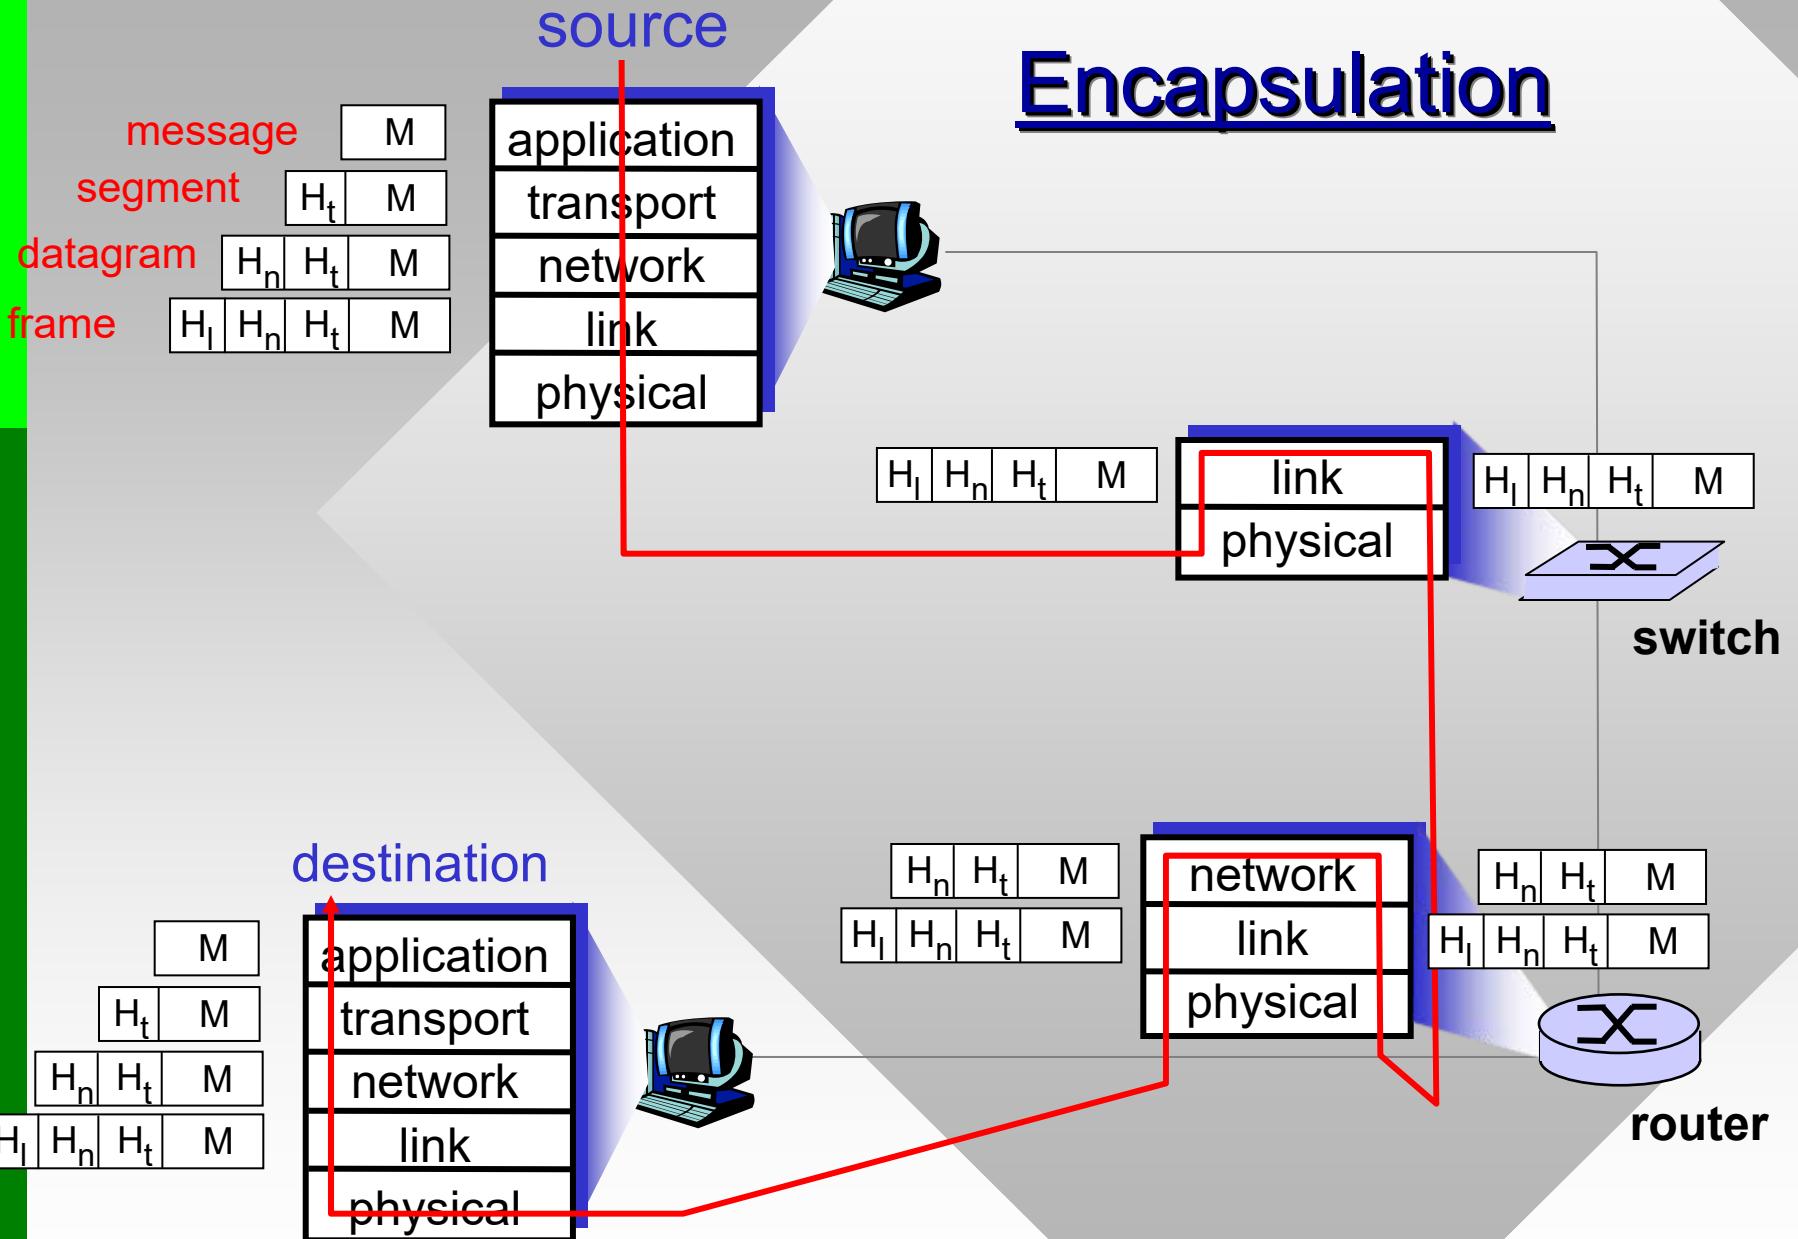 source
Encapsulation
message M
segment Ht M
datagram Hn Ht M
frame Hl Hn Ht M
application
transport
network
link
physical
Hl Hn Ht M
link
physical
Hl Hn Ht M
switch
destination
M
Ht M
Hn Ht M
Hl Hn Ht M
application
transport
network
link
physical
Hn Ht M
Hl Hn Ht M
network
link
physical
Hn Ht M
Hl Hn Ht M
router